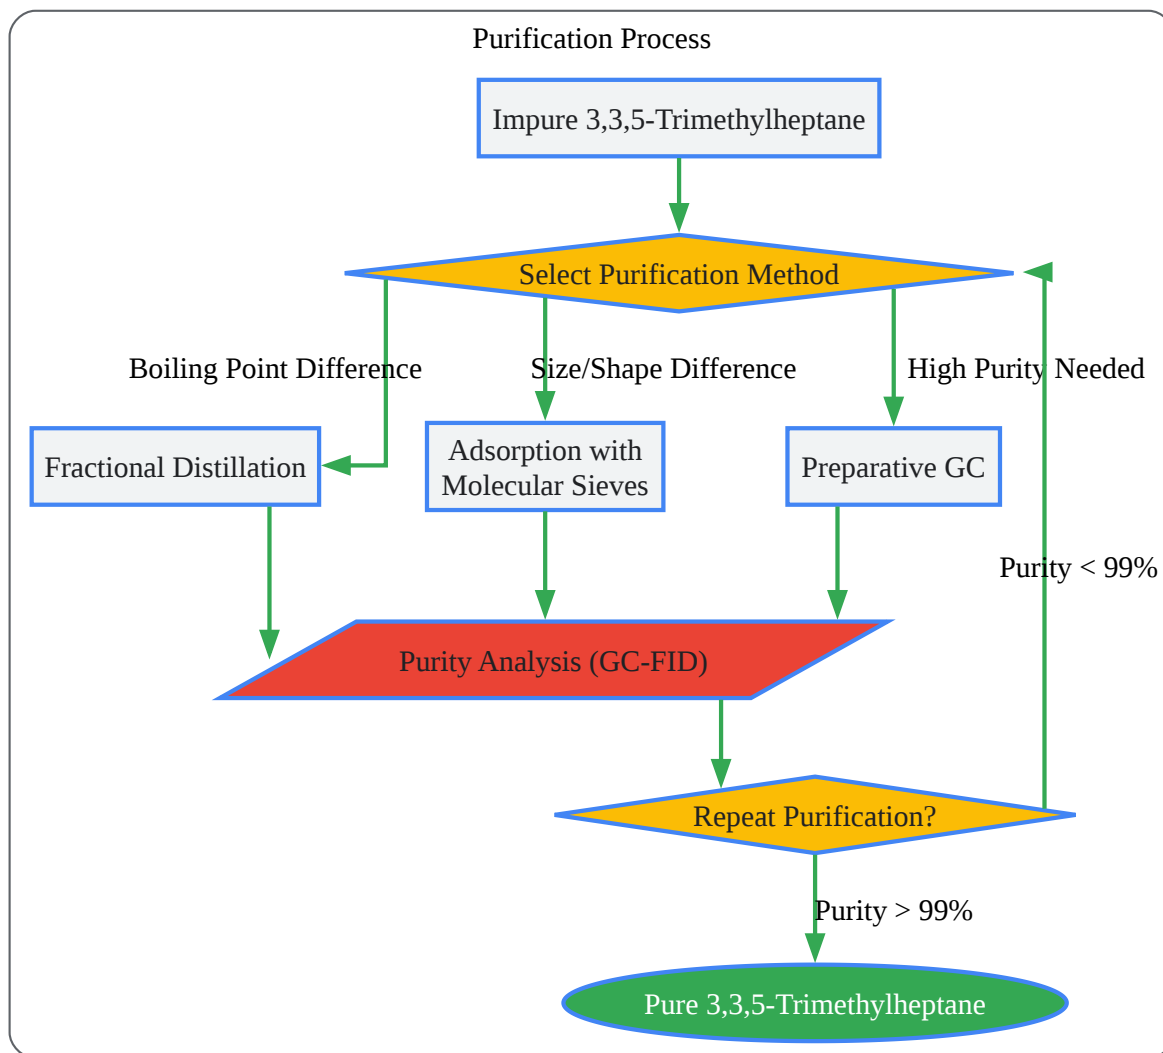 Purification Process
Impure 3,3,5-Trimethylheptane
Select Purification Method
Boiling Point Difference
Size/Shape Difference
High Purity Needed
Fractional Distillation
Adsorption with
Molecular Sieves
Preparative GC
Purity < 99%
Purity Analysis (GC-FID)
Repeat Purification?
Purity > 99%
Pure 3,3,5-Trimethylheptane